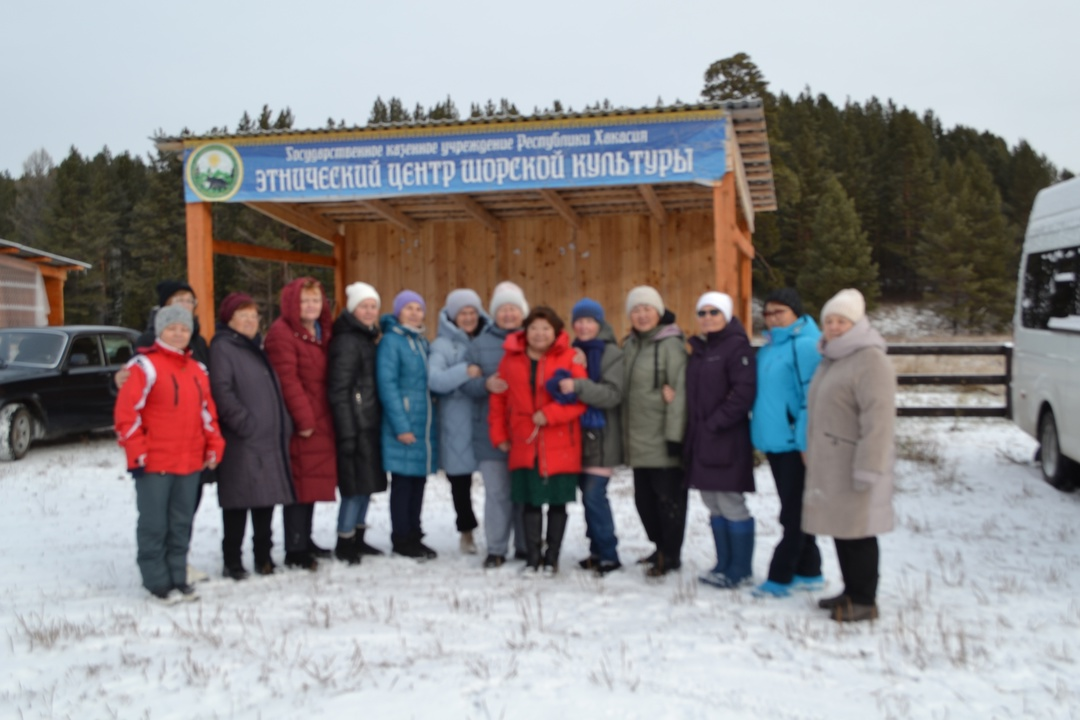 Государственное казенное учреждение Республики Хакасия
ЭТНИЧЕСКИЙ ЦЕНТР ШОРСКОЙ КУЛЬТУРЫ